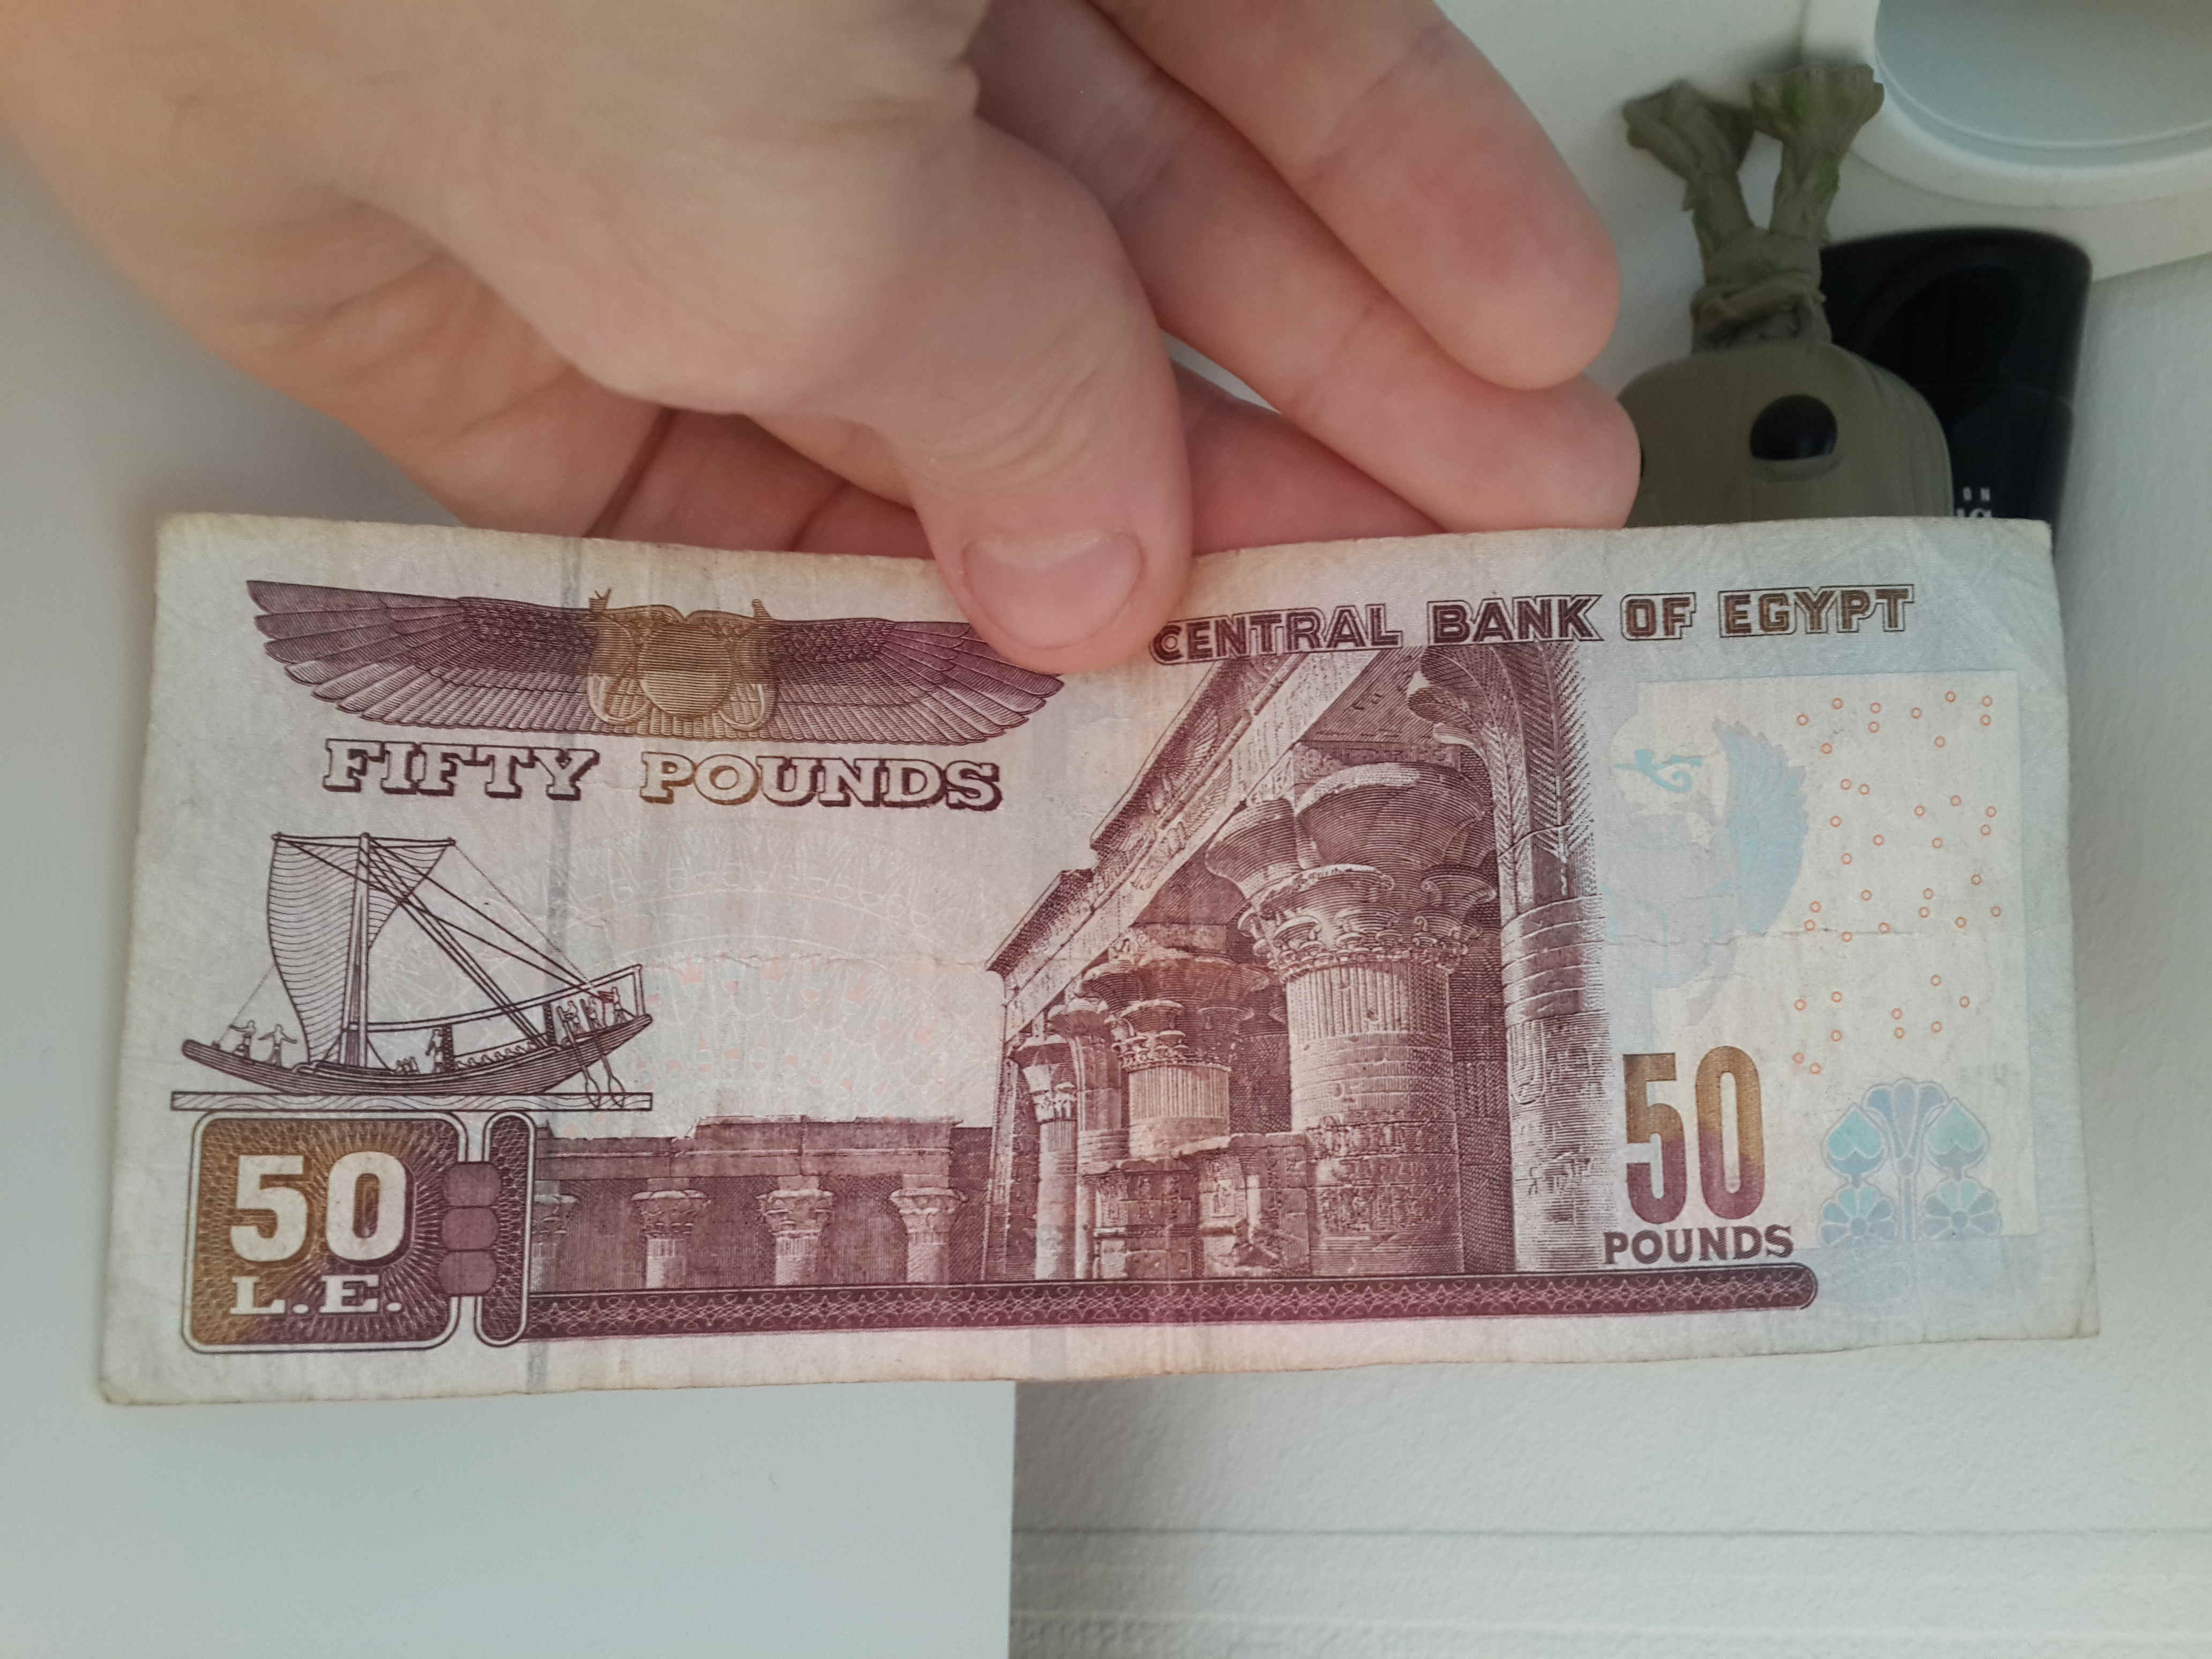 CENTRAL BANK OF EGYPT
FIFTY POUNDS
50
POUNDS
50
L.E.